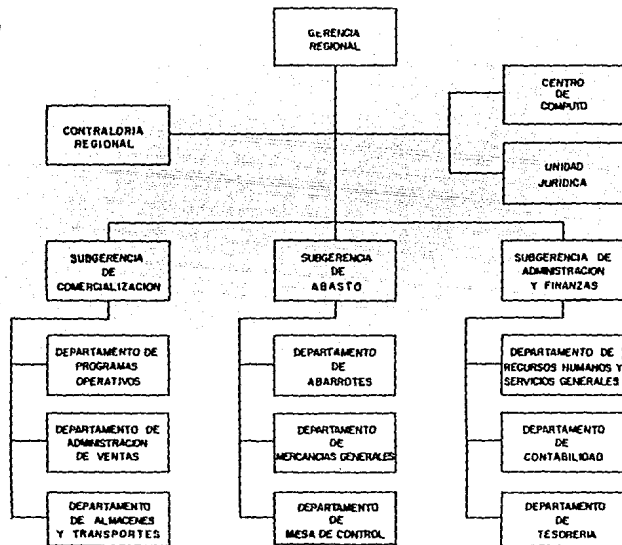 GERENCIA
REGIONAL
CENTRO
DE
COMPUTO
CONTRALORIA
REGIONAL
UNIDAD
JURIDICA
SUBGERENCIA
DE
COMERCIALIZACION
SUBGERENCIA
DE
ABASTO
SUBGERENCIA DE
ADMINISTRACION
Y FINANZAS
DEPARTAMENTO DE
PROGRAMAS
OPERATIVOS
DEPARTAMENTO
DE
ABARROTES
DEPARTAMENTO DE
RECURSOS HUMANOS Y
SERVICIOS GENERALES
DEPARTAMENTO DE
ADMINISTRACION
DE VENTAS
DEPARTAMENTO
DE
MERCANCIAS GENERALES
DEPARTAMENTO
DE
CONTABILIDAD
DEPARTAMENTO
DE ALMACENES
Y TRANSPORTES
DEPARTAMENTO
DE
MESA DE CONTROL
DEPARTAMENTO
DE
TESORERIA